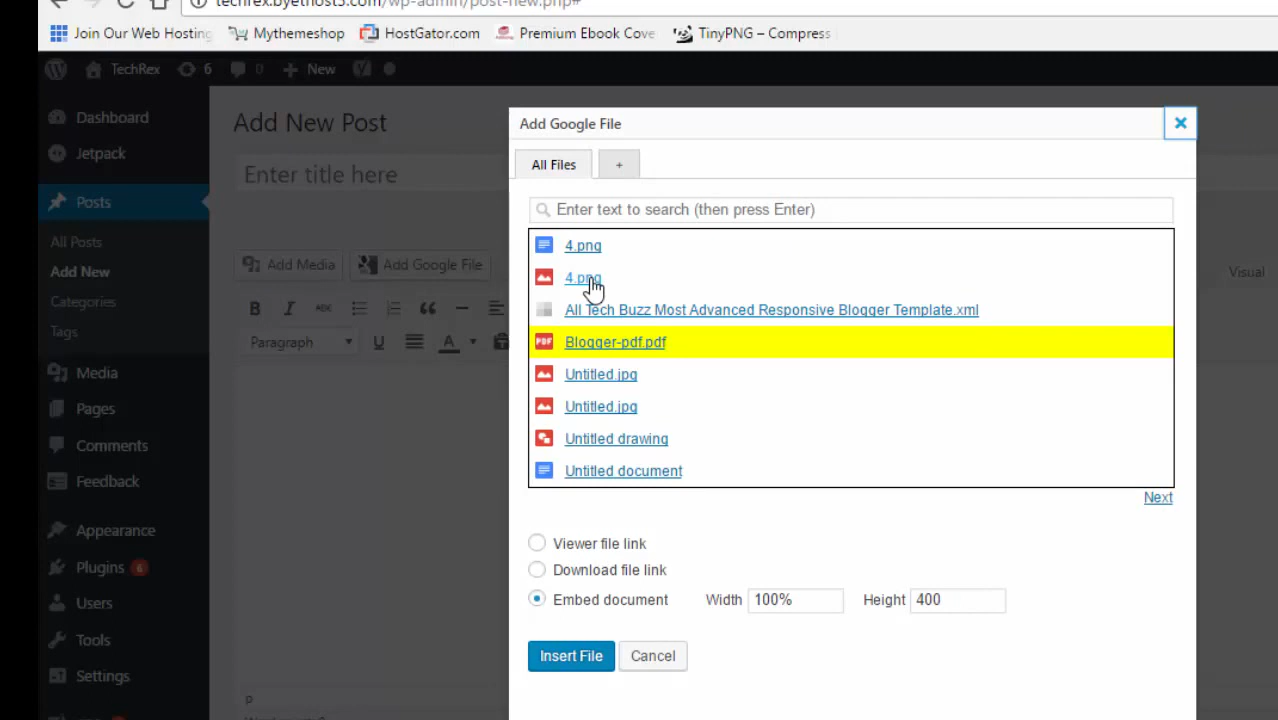 techrex.byethost3.com/wp-admin/post-new.php#
Join Our Web Hosting
Mythemeshop
HostGator.com
Premium Ebook Cove
TinyPNG – Compress
TechRex
6
0
New
Dashboard
Jetpack
Posts
All Posts
Add New
Categories
Tags
Media
Pages
Comments
Feedback
Appearance
Plugins 6
Users
Tools
Settings
Add New Post
Enter title here
Add Media
Add Google File
Visual
B I ABC
Paragraph
U A
p
Add Google File
All Files +
Enter text to search (then press Enter)
4.png
4.png
All Tech Buzz Most Advanced Responsive Blogger Template.xml
PDF Blogger-pdf.pdf
Untitled.jpg
Untitled.jpg
Untitled drawing
Untitled document
Next
Viewer file link
Download file link
Embed document Width 100% Height 400
Insert File Cancel